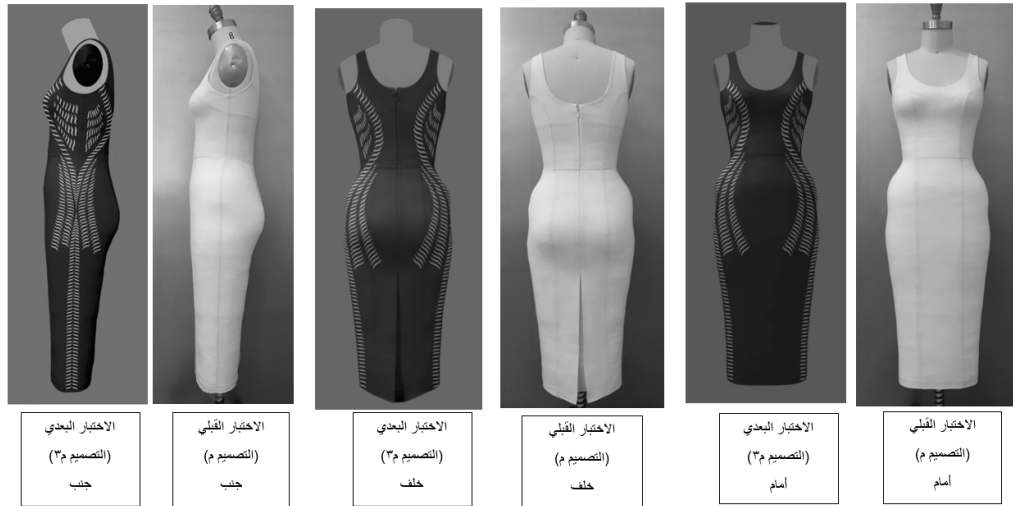 الاختبار القبلي
(التصميم م)
أمام
الاختبار البعدي
(التصميم م٣)
أمام
الاختبار القبلي
(التصميم م)
خلف
الاختبار البعدي
(التصميم م٣)
خلف
الاختبار القبلي
(التصميم م)
جنب
الاختبار البعدي
(التصميم م٣)
جنب
8